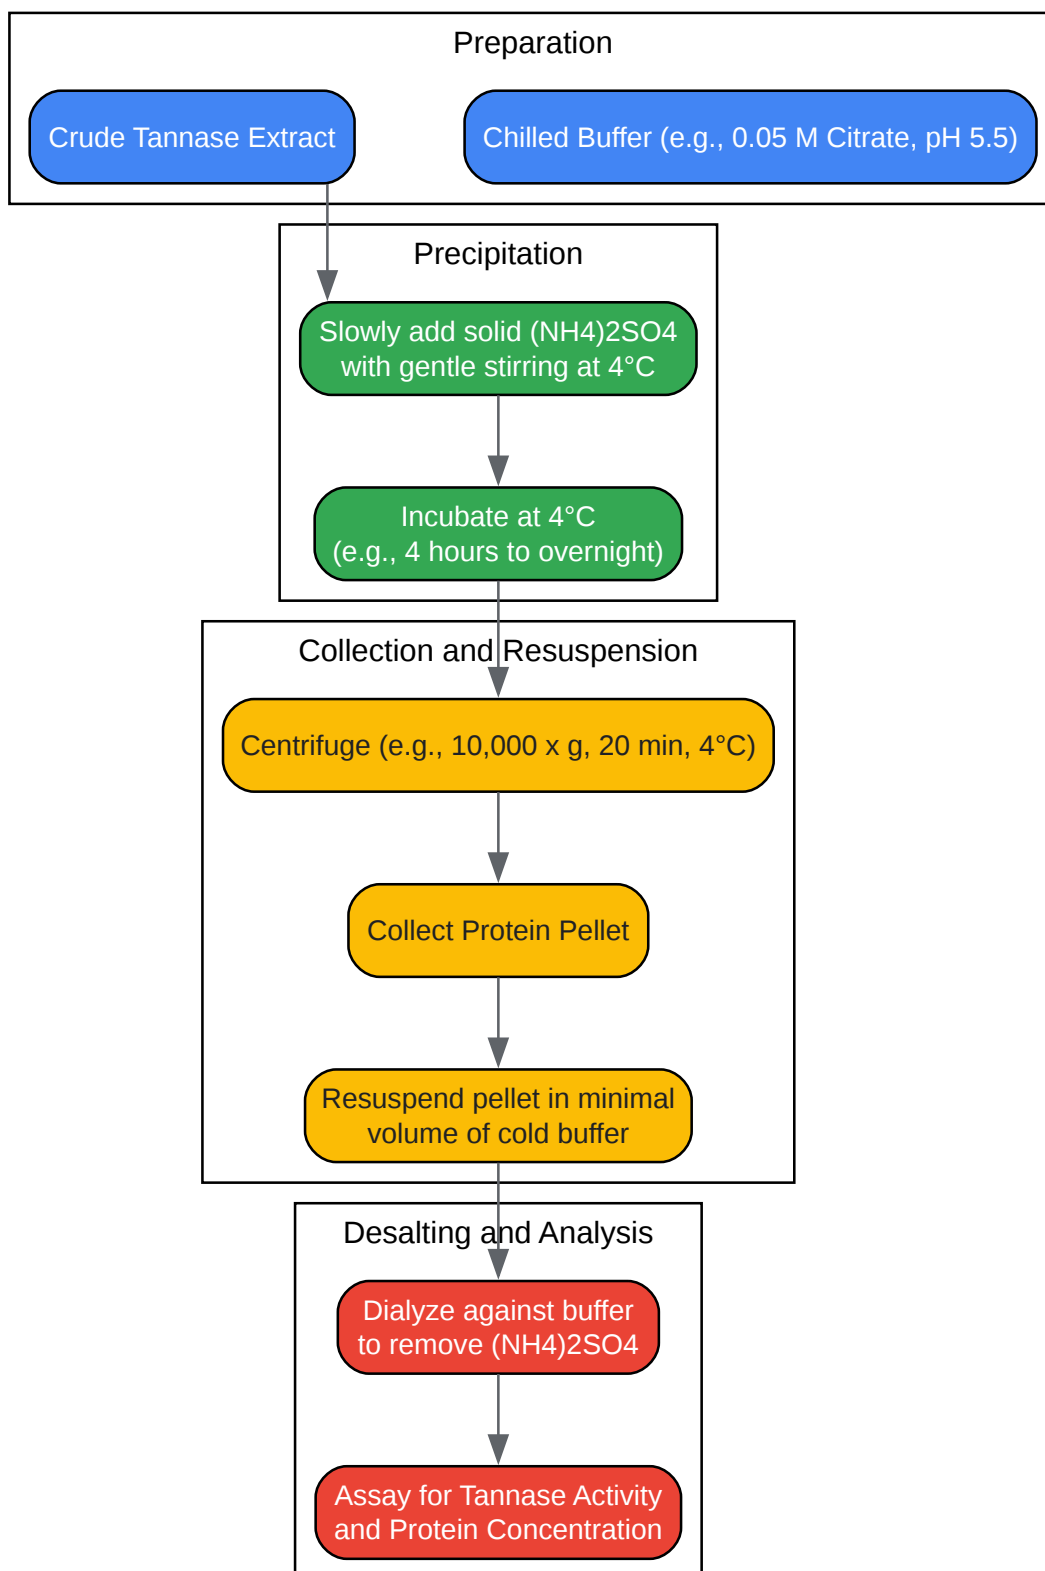 Preparation
Crude Tannase Extract
Chilled Buffer (e.g., 0.05 M Citrate, pH 5.5)
Precipitation
Slowly add solid (NH4)2SO4
with gentle stirring at 4°C
Incubate at 4°C
(e.g., 4 hours to overnight)
Collection and Resuspension
Centrifuge (e.g., 10,000 x g, 20 min, 4°C)
Collect Protein Pellet
Resuspend pellet in minimal
volume of cold buffer
Desalting and Analysis
Dialyze against buffer
to remove (NH4)2SO4
Assay for Tannase Activity
and Protein Concentration